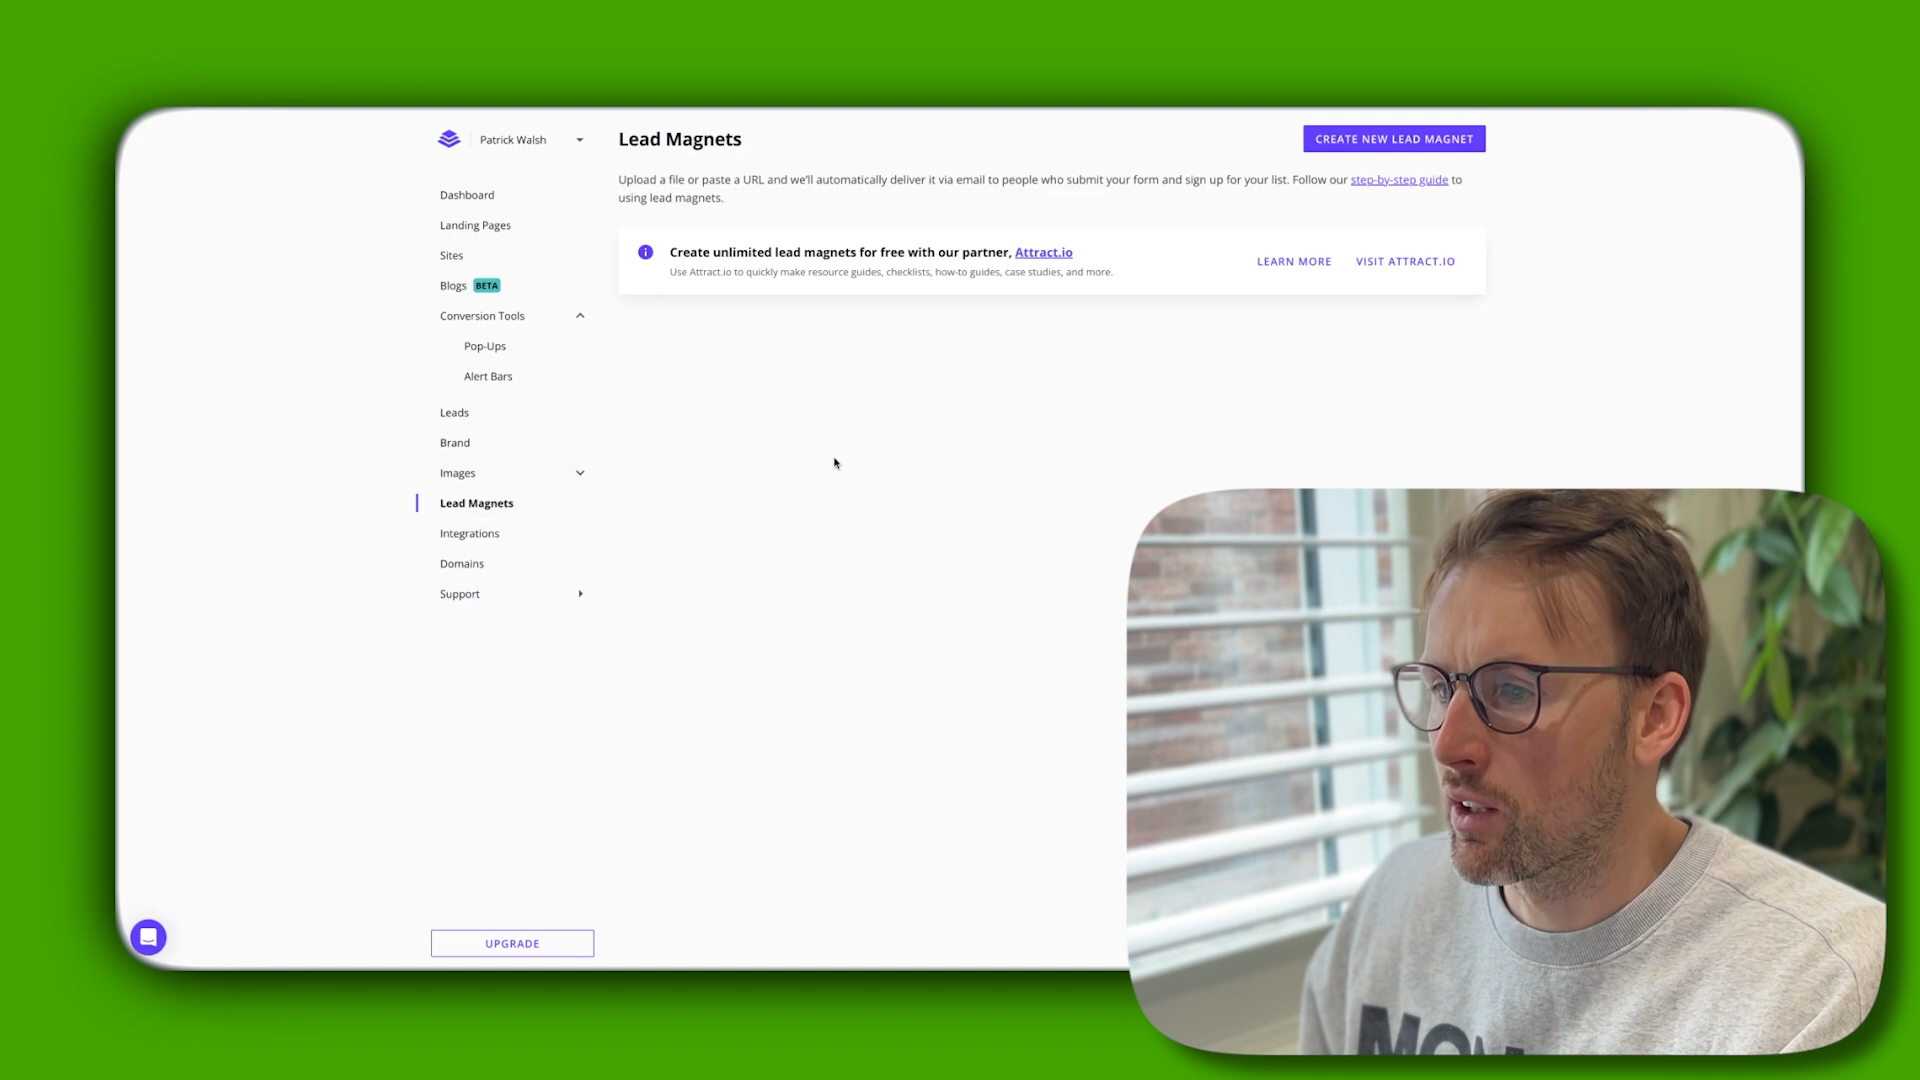 Patrick Walsh
Dashboard
Landing Pages
Sites
Blogs BETA
Conversion Tools
Pop-Ups
Alert Bars
Leads
Brand
Images
Lead Magnets
Integrations
Domains
Support
UPGRADE
Lead Magnets
CREATE NEW LEAD MAGNET
Upload a file or paste a URL and we'll automatically deliver it via email to people who submit your form and sign up for your list. Follow our step-by-step guide to
using lead magnets.
Create unlimited lead magnets for free with our partner, Attract.io
Use Attract.io to quickly make resource guides, checklists, how-to guides, case studies, and more.
LEARN MORE
VISIT ATTRACT.IO